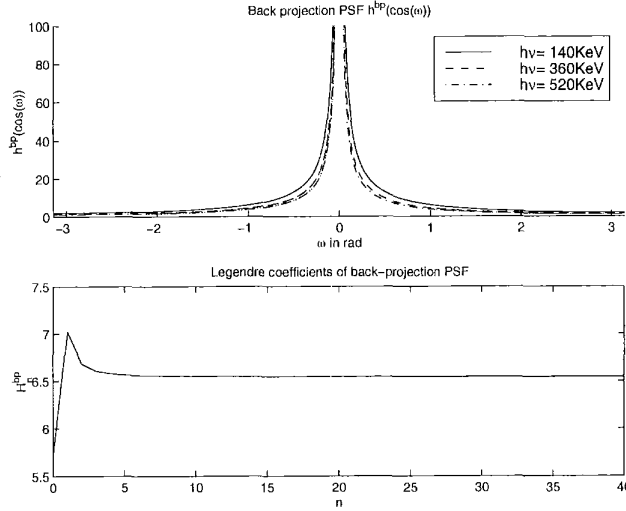 Back projection PSF h^bp(cos(ω))
h^bp(cos(ω))
100
80
60
40
20
0
hν= 140KeV
hν= 360KeV
hν= 520KeV
−3 −2 −1 0 1 2 3
ω in rad
Legendre coefficients of back−projection PSF
H^bp
7.5
7
6.5
6
5.5
0 5 10 15 20 25 30 35 40
n